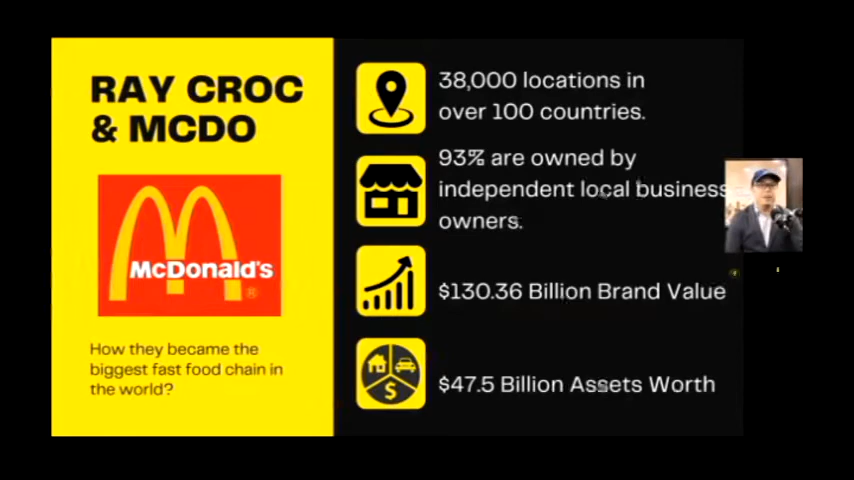 RAY CROC
& MCDO
McDonald's
®
How they became the
biggest fast food chain in
the world?
38,000 locations in
over 100 countries.
93% are owned by
independent local business
owners.
$130.36 Billion Brand Value
$47.5 Billion Assets Worth
$